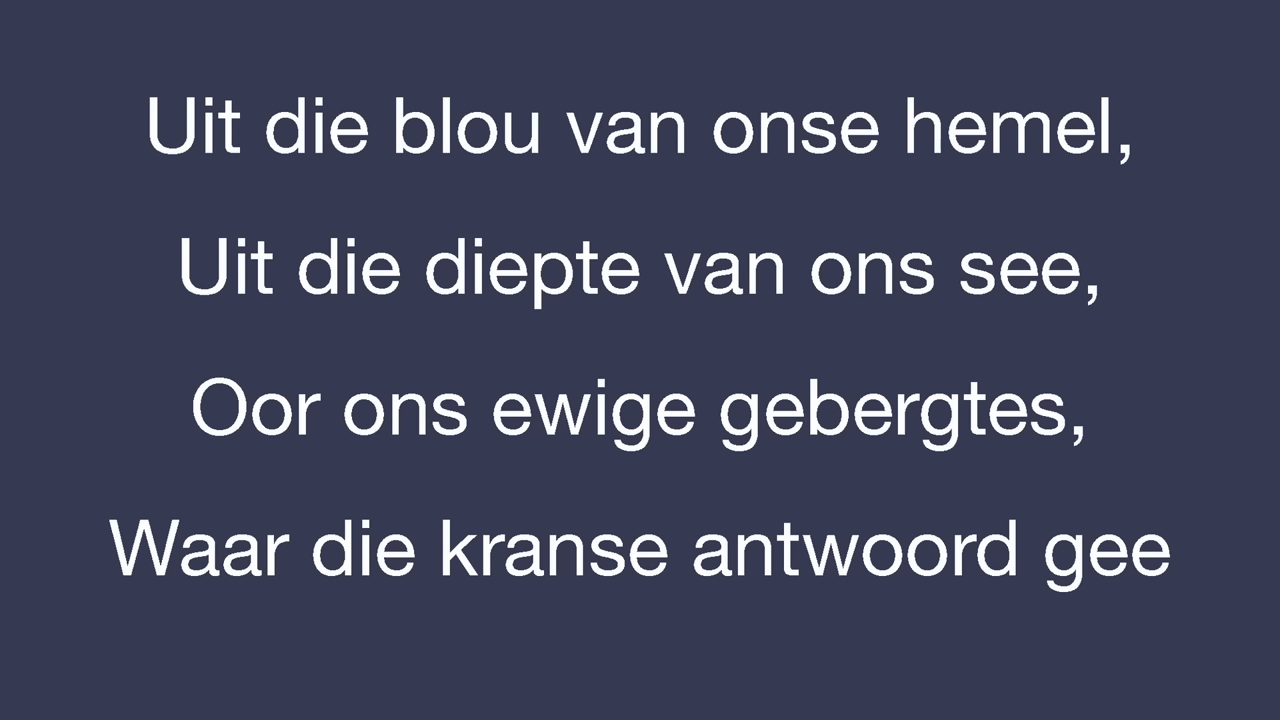 Uit die blou van onse hemel,
Uit die diepte van ons see,
Oor ons ewige gebergtes,
Waar die kranse antwoord gee